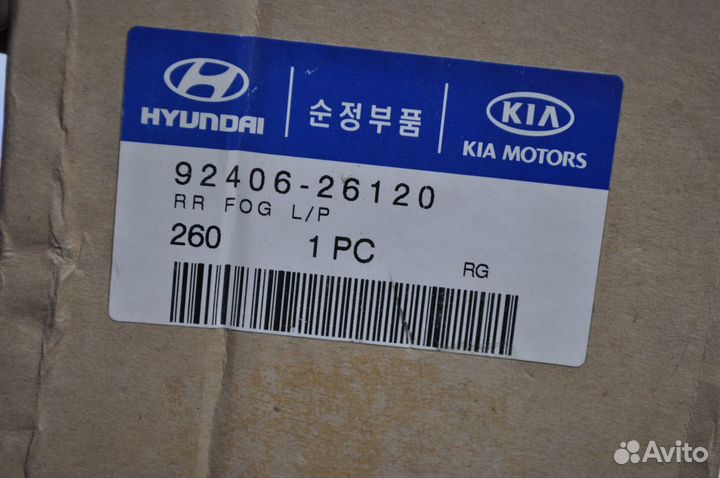 HYUNDAI
순정부품
KIA
KIA MOTORS
92406-26120
RR FOG L/P
260 1 PC RG
Avito